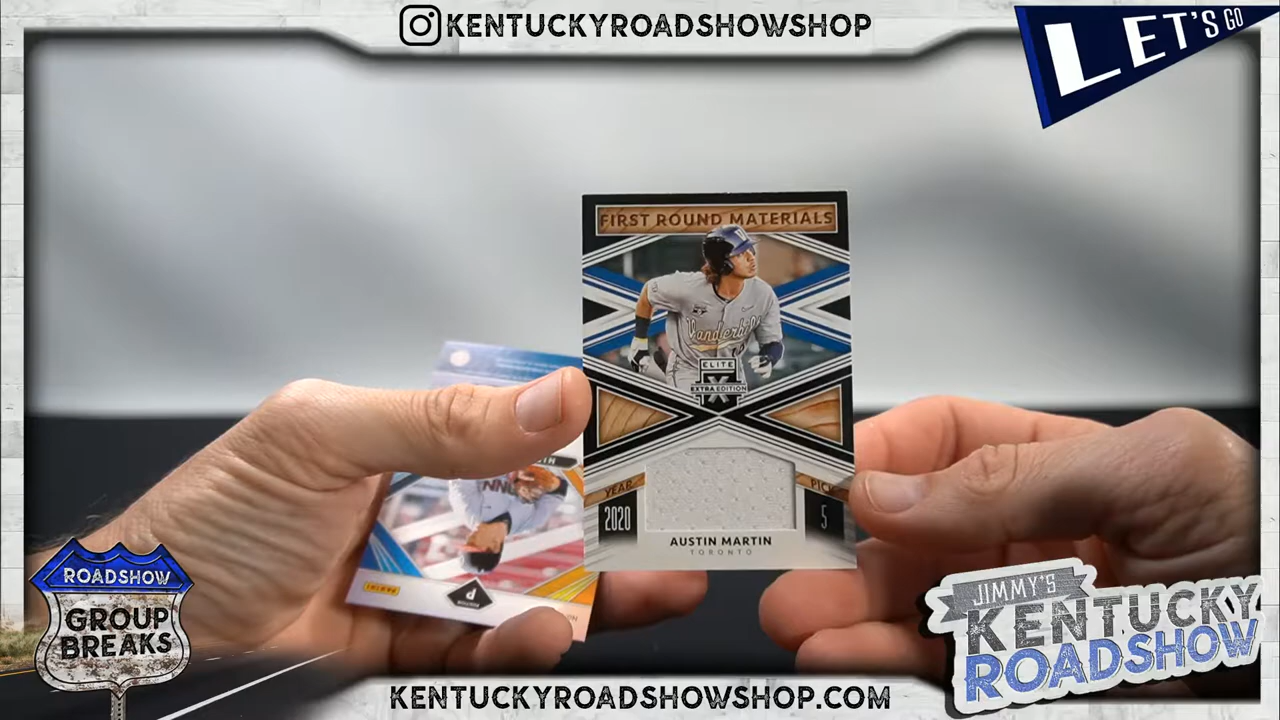 KENTUCKYROADSHOWSHOP
LET'S GO
FIRST ROUND MATERIALS
Vanderbilt
ELITE
X
EXTRA EDITION
YEAR
2020
PICK
5
AUSTIN MARTIN
TORONTO
P
ROADSHOW
GROUP
BREAKS
JIMMY'S
KENTUCKY
ROADSHOW
KENTUCKYROADSHOWSHOP.COM